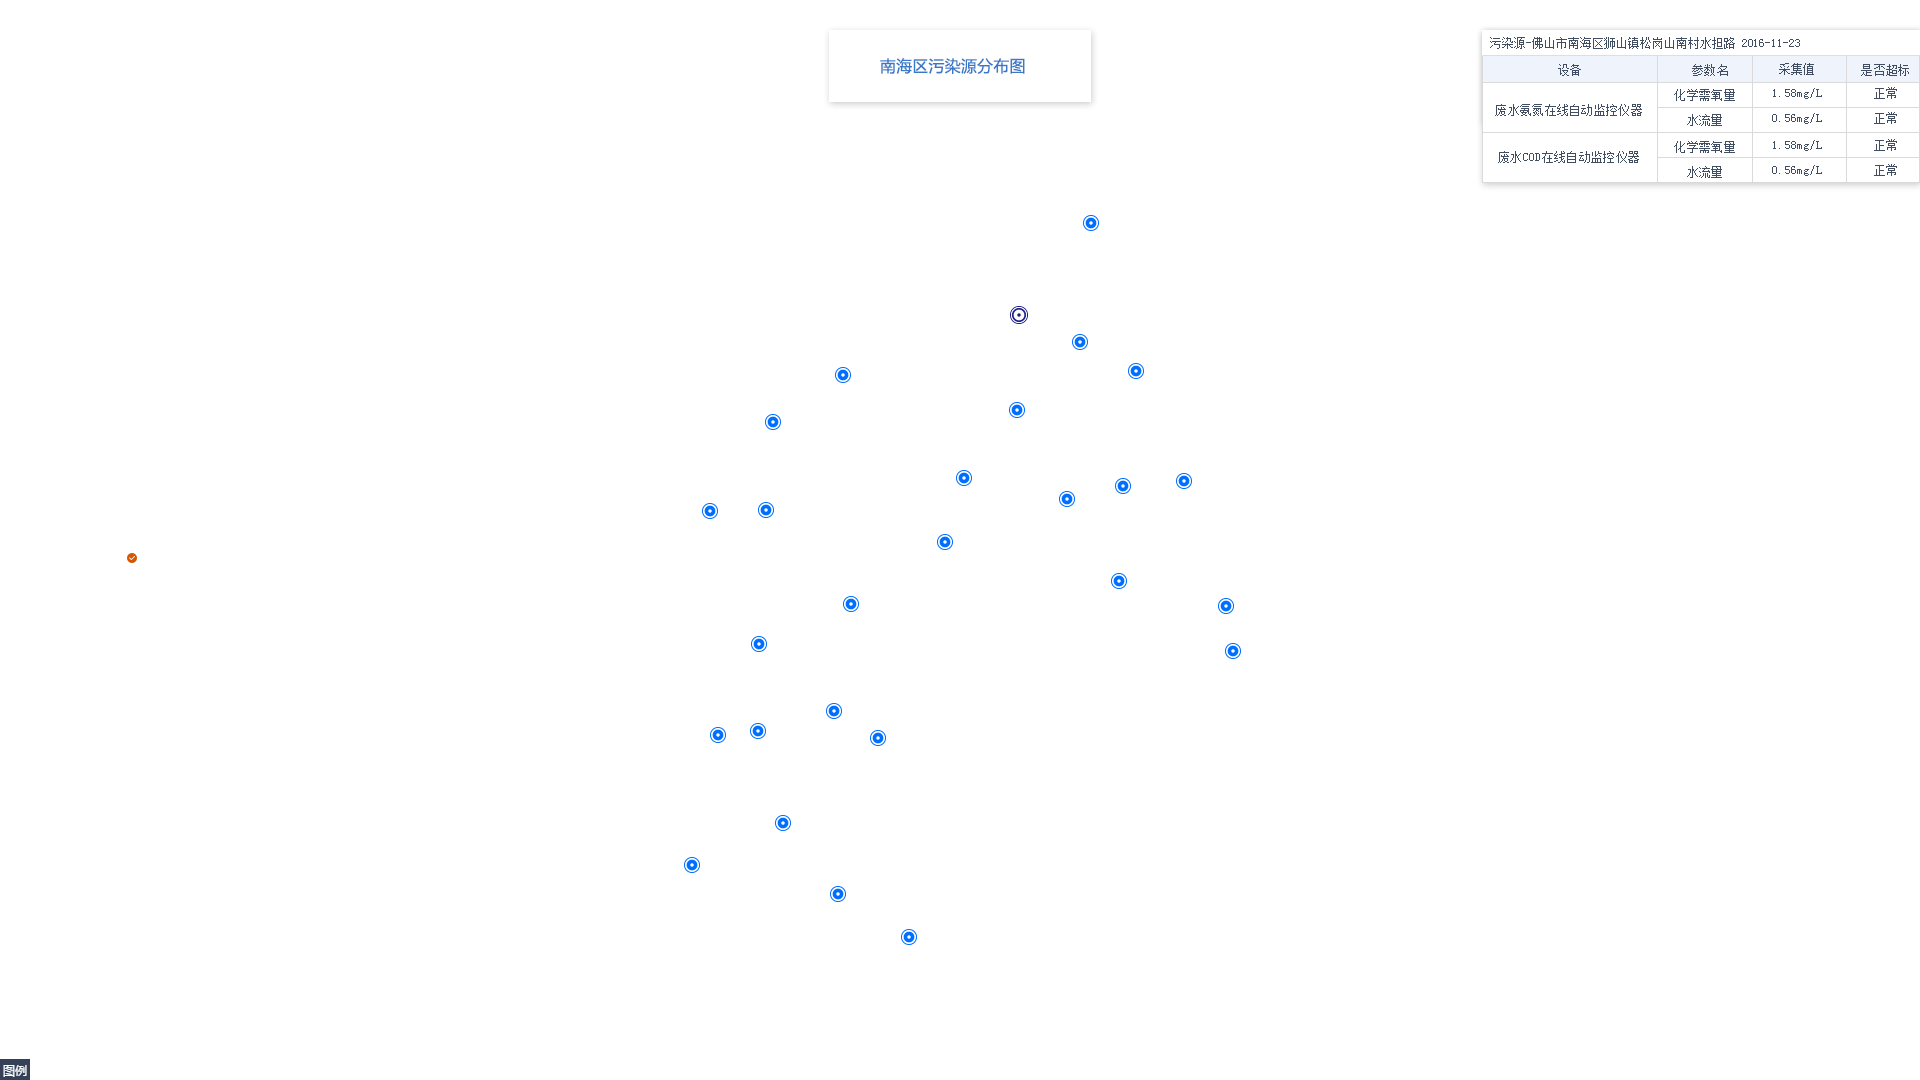 南海区污染源分布图
污染源-佛山市南海区狮山镇松岗山南村水担路 2016-11-23
设备 参数名 采集值 是否超标
废水氨氮在线自动监控仪器 化学需氧量 1.58mg/L 正常
水流量 0.56mg/L 正常
废水COD在线自动监控仪器 化学需氧量 1.58mg/L 正常
水流量 0.56mg/L 正常
图例